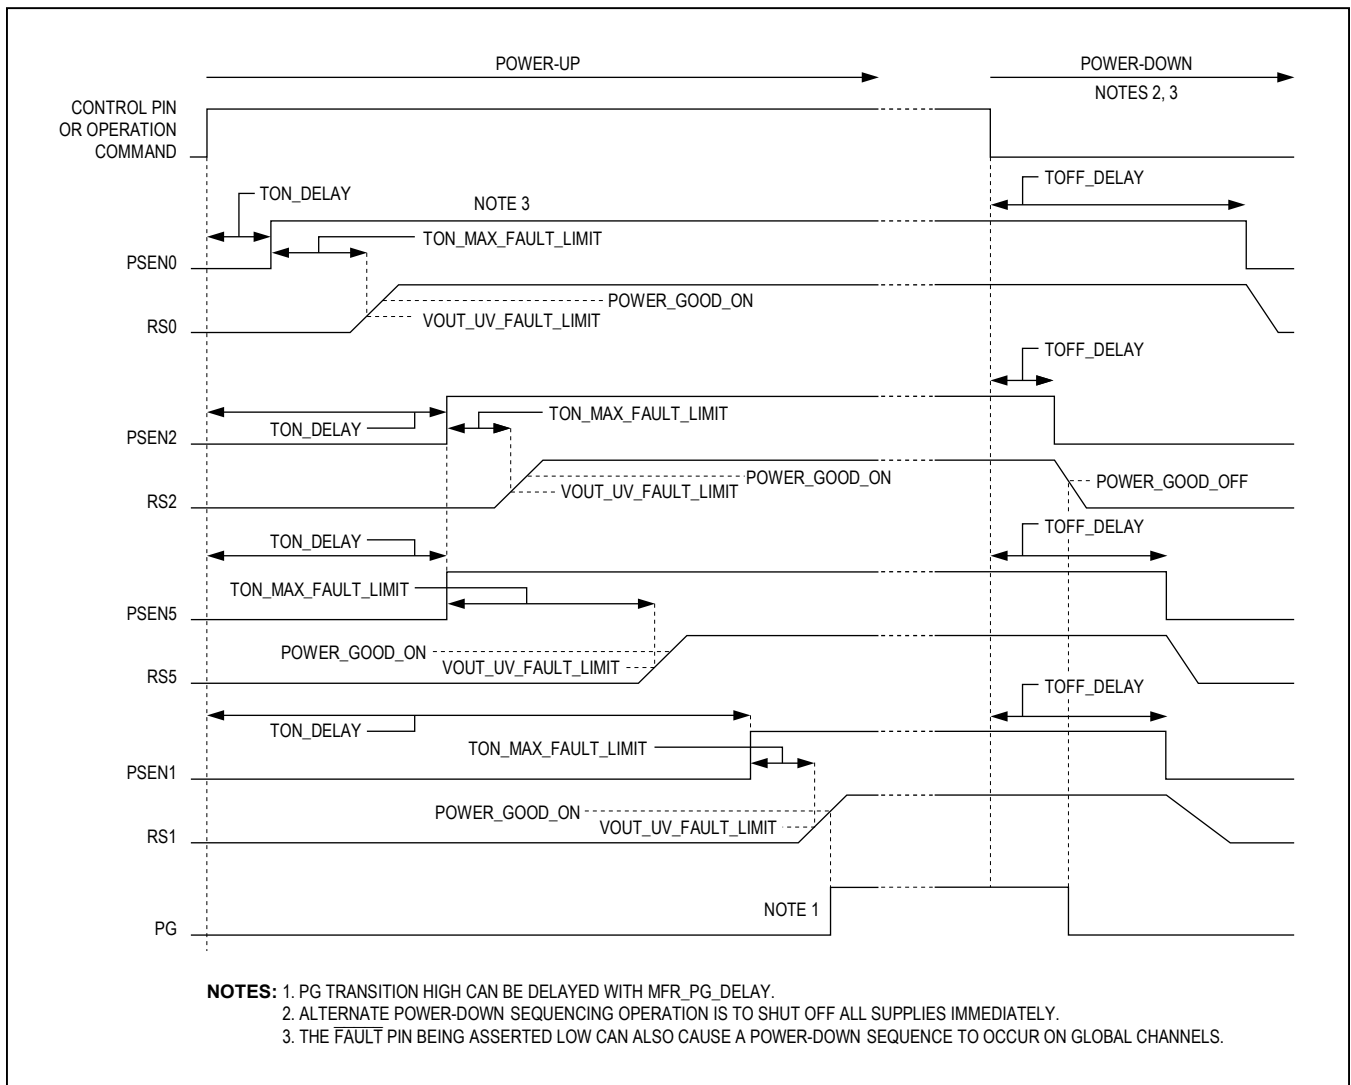 POWER-UP
POWER-DOWN
NOTES 2, 3
CONTROL PIN
OR OPERATION
COMMAND
TON_DELAY
NOTE 3
TOFF_DELAY
TON_MAX_FAULT_LIMIT
PSEN0
POWER_GOOD_ON
VOUT_UV_FAULT_LIMIT
RS0
TOFF_DELAY
TON_MAX_FAULT_LIMIT
TON_DELAY
PSEN2
POWER_GOOD_ON
VOUT_UV_FAULT_LIMIT
POWER_GOOD_OFF
RS2
TON_DELAY
TOFF_DELAY
TON_MAX_FAULT_LIMIT
PSEN5
POWER_GOOD_ON
VOUT_UV_FAULT_LIMIT
RS5
TOFF_DELAY
TON_DELAY
TON_MAX_FAULT_LIMIT
PSEN1
POWER_GOOD_ON
VOUT_UV_FAULT_LIMIT
RS1
NOTE 1
PG
NOTES: 1. PG TRANSITION HIGH CAN BE DELAYED WITH MFR_PG_DELAY.
2. ALTERNATE POWER-DOWN SEQUENCING OPERATION IS TO SHUT OFF ALL SUPPLIES IMMEDIATELY.
3. THE FAULT PIN BEING ASSERTED LOW CAN ALSO CAUSE A POWER-DOWN SEQUENCE TO OCCUR ON GLOBAL CHANNELS.